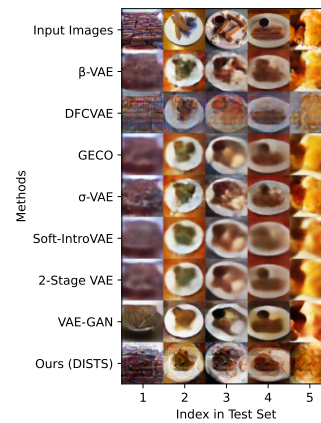 Methods
Input Images
β-VAE
DFCVAE
GECO
σ-VAE
Soft-IntroVAE
2-Stage VAE
VAE-GAN
Ours (DISTS)
1 2 3 4 5
Index in Test Set